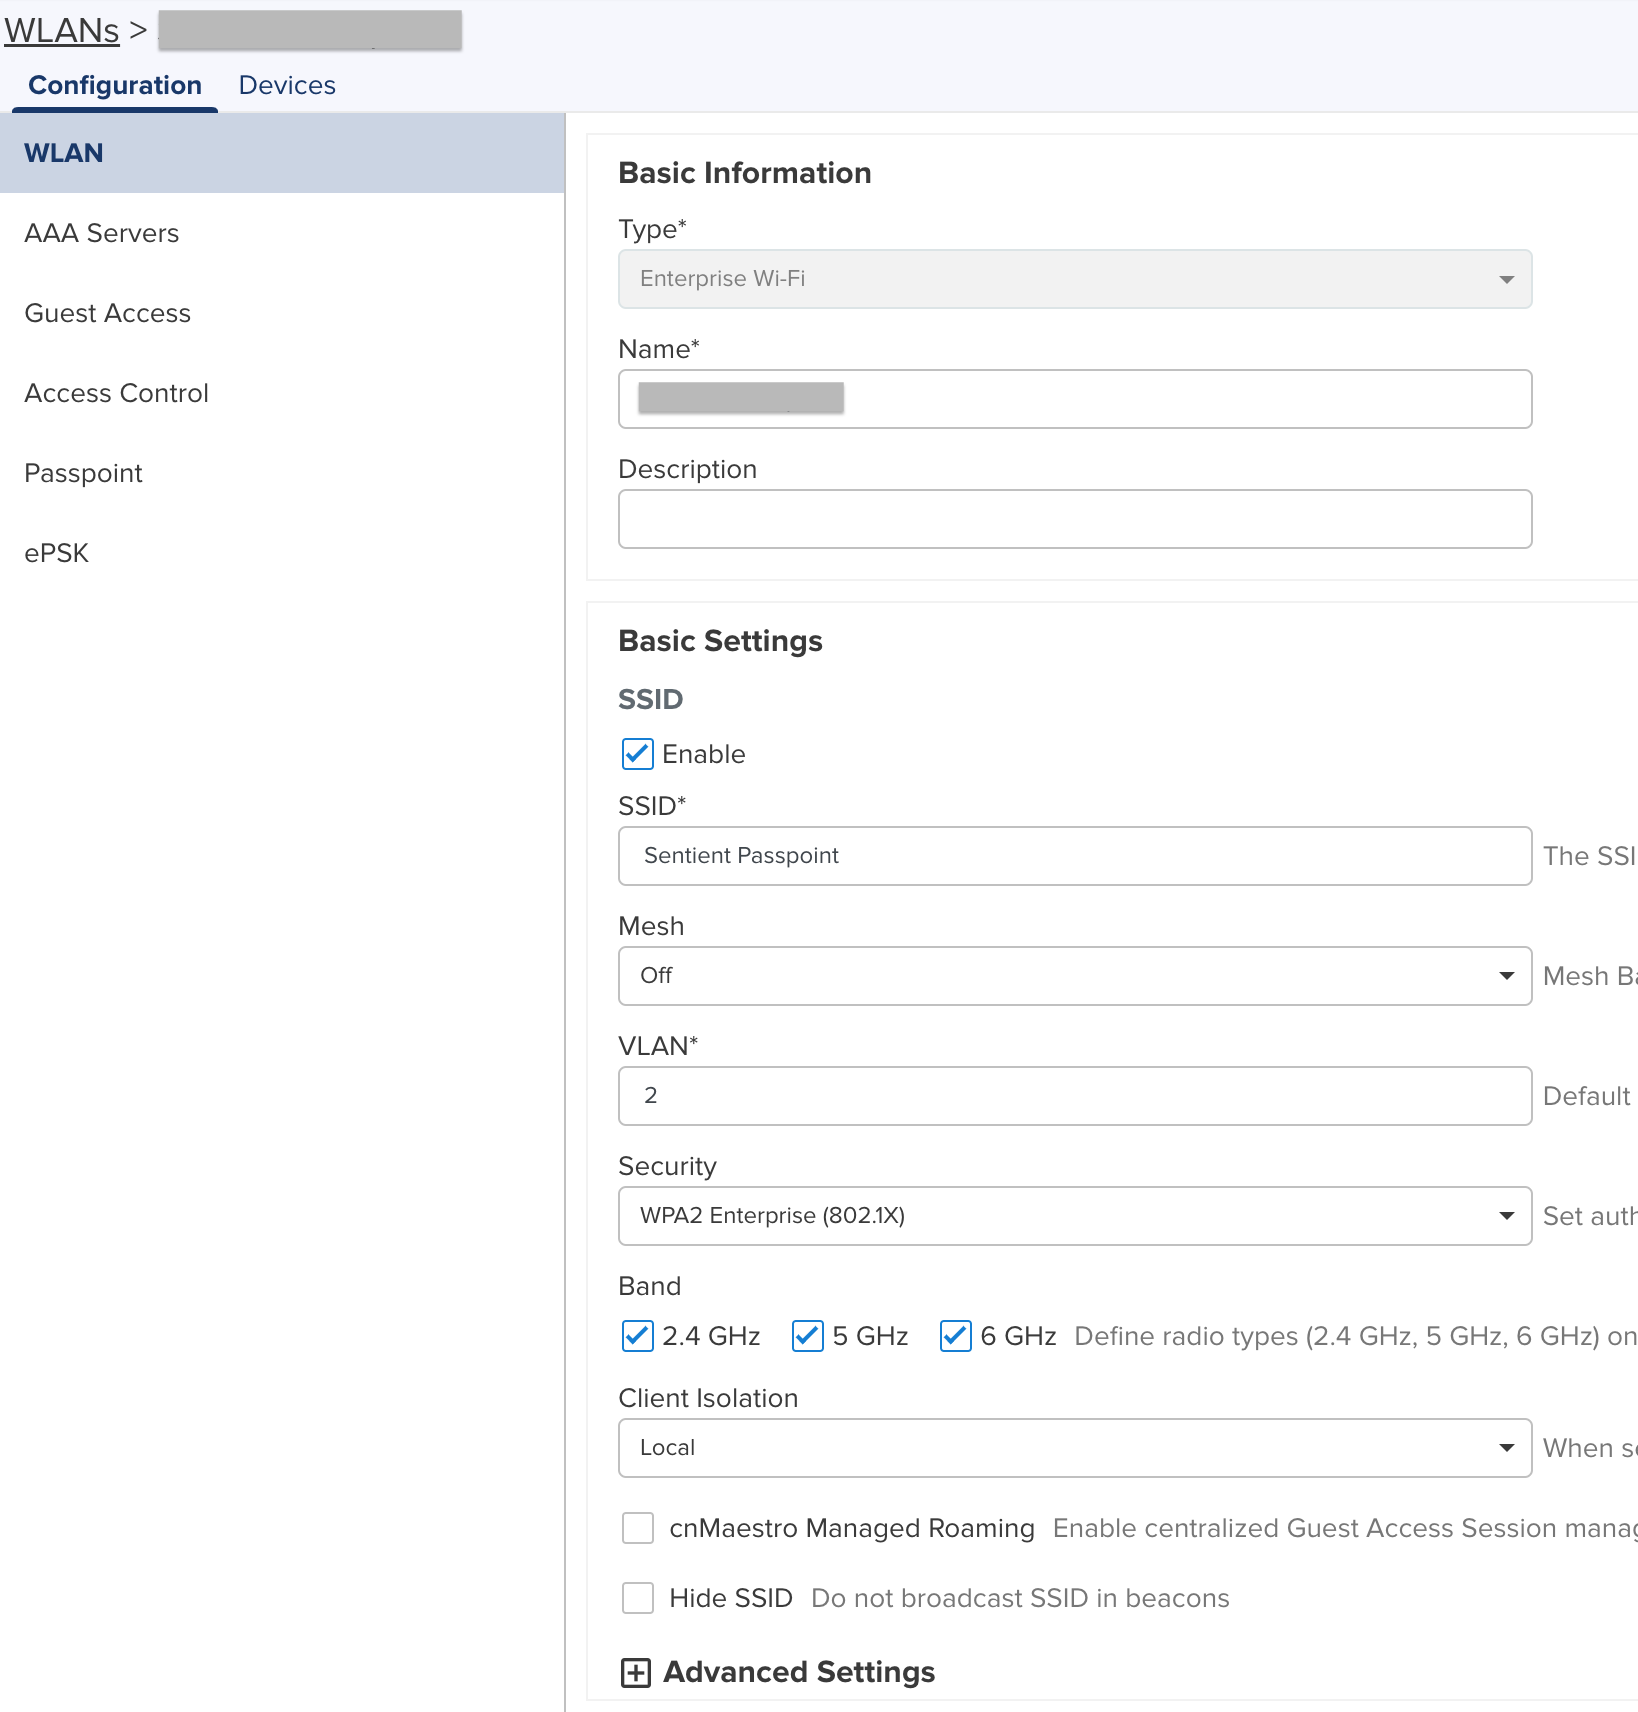 WLANs >
Configuration Devices
WLAN
AAA Servers
Guest Access
Access Control
Passpoint
ePSK
Basic Information
Type*
Enterprise Wi-Fi
Name*
Description
Basic Settings
SSID
Enable
SSID*
Sentient Passpoint The SSI
Mesh
Off Mesh Ba
VLAN*
2 Default
Security
WPA2 Enterprise (802.1X) Set auth
Band
2.4 GHz 5 GHz 6 GHz Define radio types (2.4 GHz, 5 GHz, 6 GHz) on
Client Isolation
Local When se
cnMaestro Managed Roaming Enable centralized Guest Access Session manag
Hide SSID Do not broadcast SSID in beacons
Advanced Settings